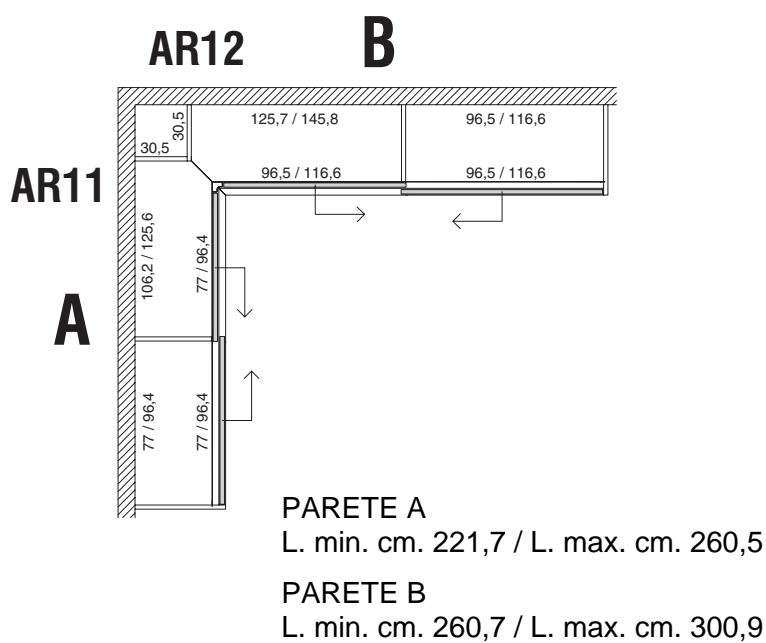 AR12
B
125,7 / 145,8
96,5 / 116,6
30,5
30,5
96,5 / 116,6
96,5 / 116,6
AR11
106,2 / 125,6
77 / 96,4
A
77 / 96,4
77 / 96,4
PARETE A
L. min. cm. 221,7 / L. max. cm. 260,5
PARETE B
L. min. cm. 260,7 / L. max. cm. 300,9